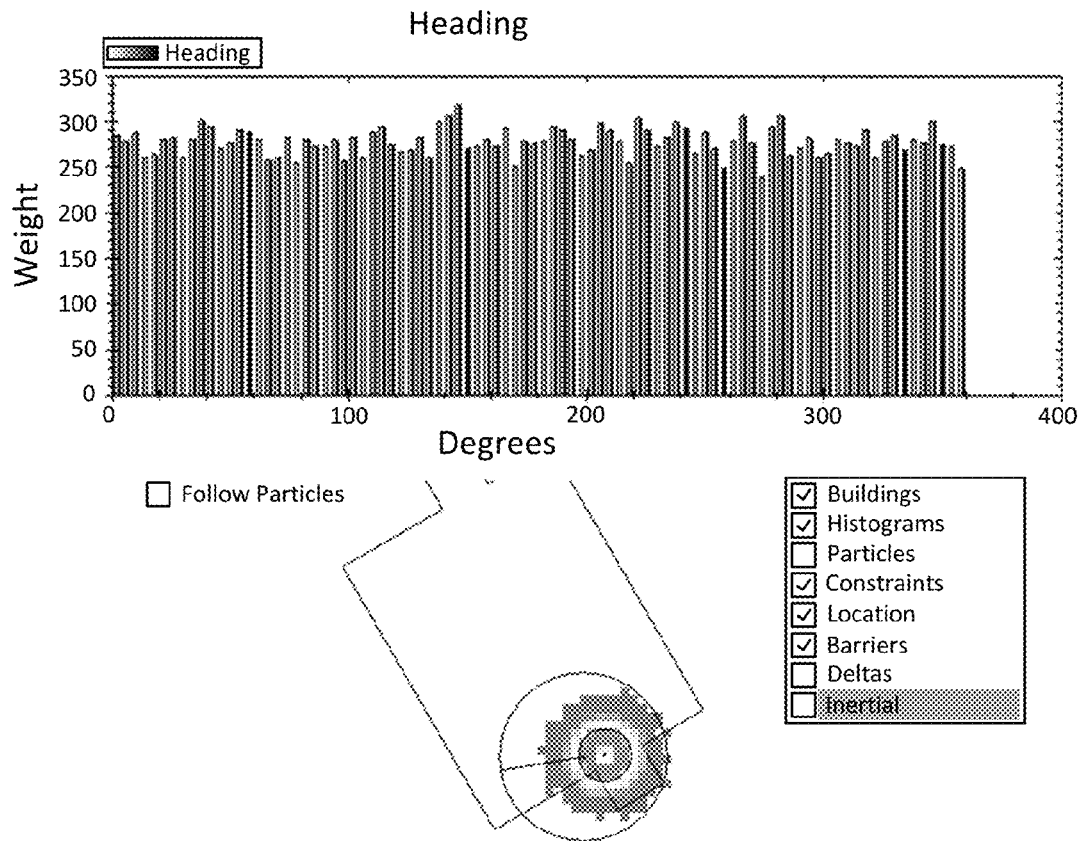 Heading
Heading
350
300
250
200
150
100
50
0
Weight
0 100 200 300 400
Degrees
Follow Particles
Buildings
Histograms
Particles
Constraints
Location
Barriers
Deltas
Inertial